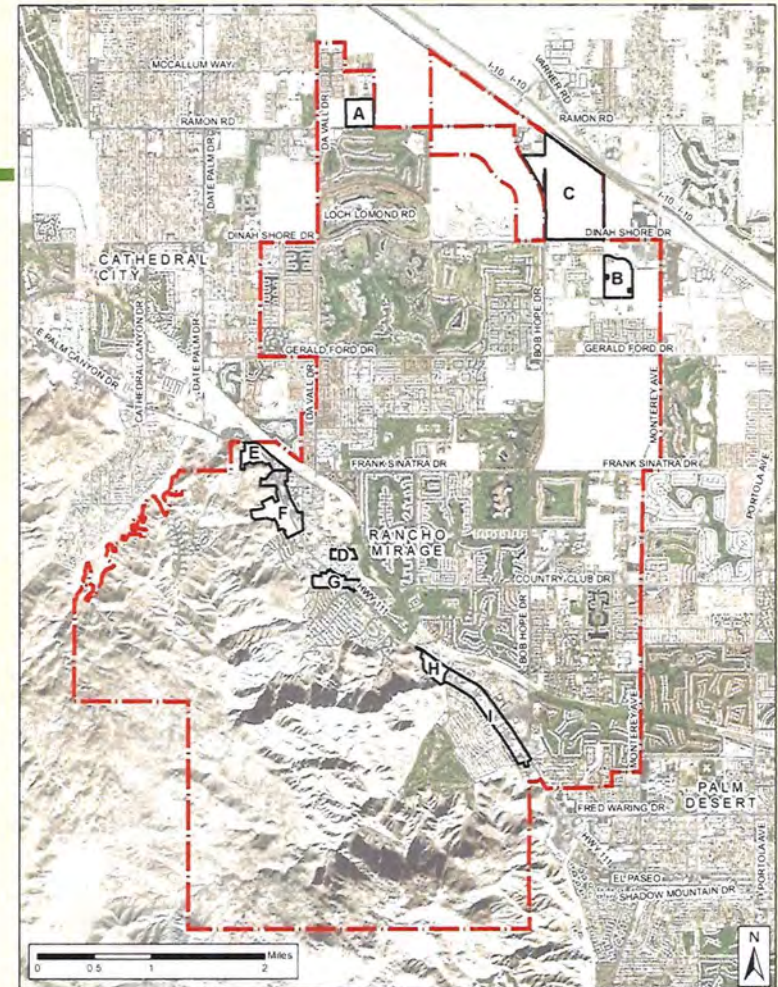 MCCALLUM WAY
VARNER RD
I-10, I-10
RAMON RD
A
RAMON RD
DA VALL DR
DATE PALM DR
C
I-10, I-10
LOCH LOMOND RD
DINAH SHORE DR
DINAH SHORE DR
CATHEDRAL
CITY
B
BOB HOPE DR
E PALM CANYON DR
CATHEDRAL CANYON DR
DATE PALM DR
GERALD FORD DR
GERALD FORD DR
DA VALL DR
MONTEREY AVE
E
FRANK SINATRA DR
FRANK SINATRA DR
PORTOLA AVE
F
RANCHO
MIRAGE
D
G
HWY 111
COUNTRY CLUB DR
BOB HOPE DR
H
I
MONTEREY AVE
PALM
DESERT
FRED WARING DR
HWY 111
EL PASEO
SHADOW MOUNTAIN DR
PORTOLA AVE
Miles
0 0.5 1 2
N